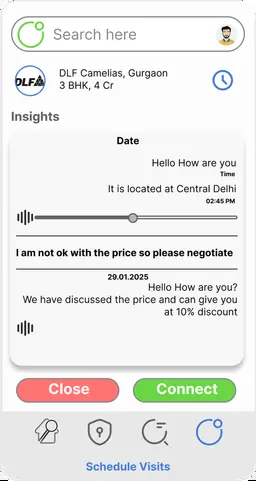 Search here
DLF
DLF Camelias, Gurgaon
3 BHK, 4 Cr
Insights
Date
Hello How are you
Time
It is located at Central Delhi
02:45 PM
I am not ok with the price so please negotiate
29.01.2025
Hello How are you?
We have discussed the price and can give you
at 10% discount
Close
Connect
Schedule Visits